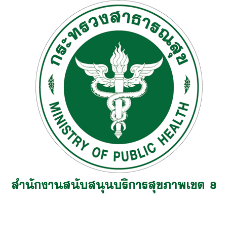 กระทรวงสาธารณสุข
MINISTRY OF PUBLIC HEALTH
สำนักงานสนับสนุนบริการสุขภาพเขต ๑